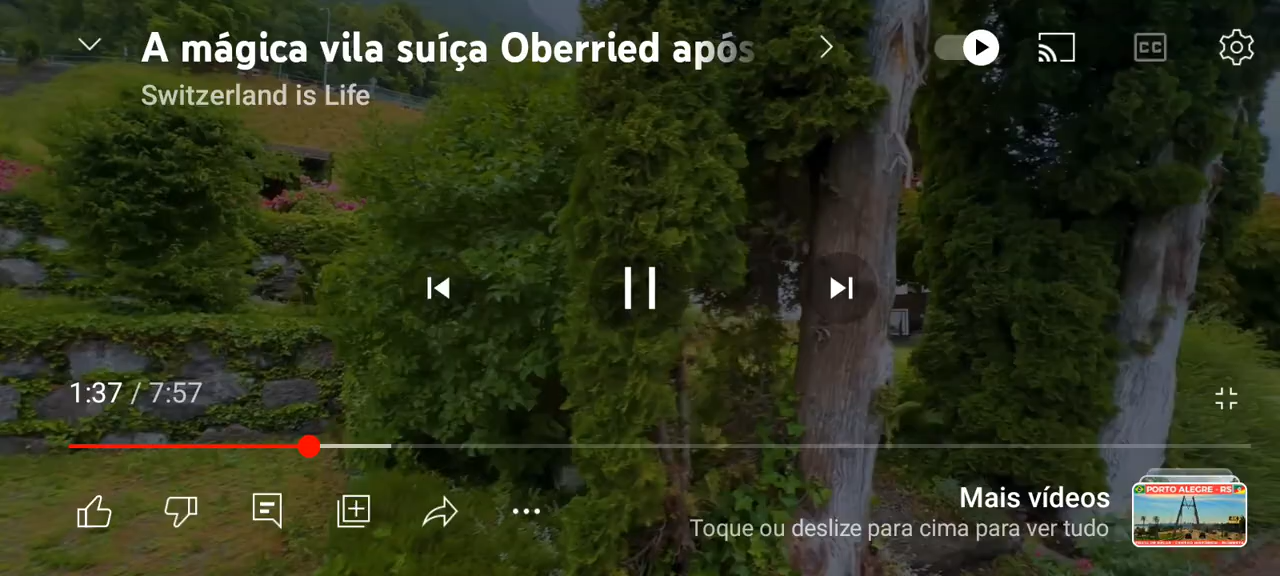 A mágica vila suíça Oberried após
Switzerland is Life
CC
1:37 / 7:57
Mais vídeos
Toque ou deslize para cima para ver tudo
PORTO ALEGRE - RS